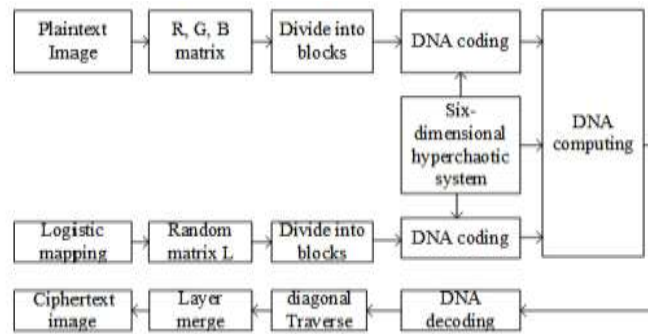 Plaintext
Image
R, G, B
matrix
Divide into
blocks
DNA coding
Six-
dimensional
hyperchaotic
system
DNA
computing
Logistic
mapping
Random
matrix L
Divide into
blocks
DNA coding
Ciphertext
image
Layer
merge
diagonal
Traverse
DNA
decoding